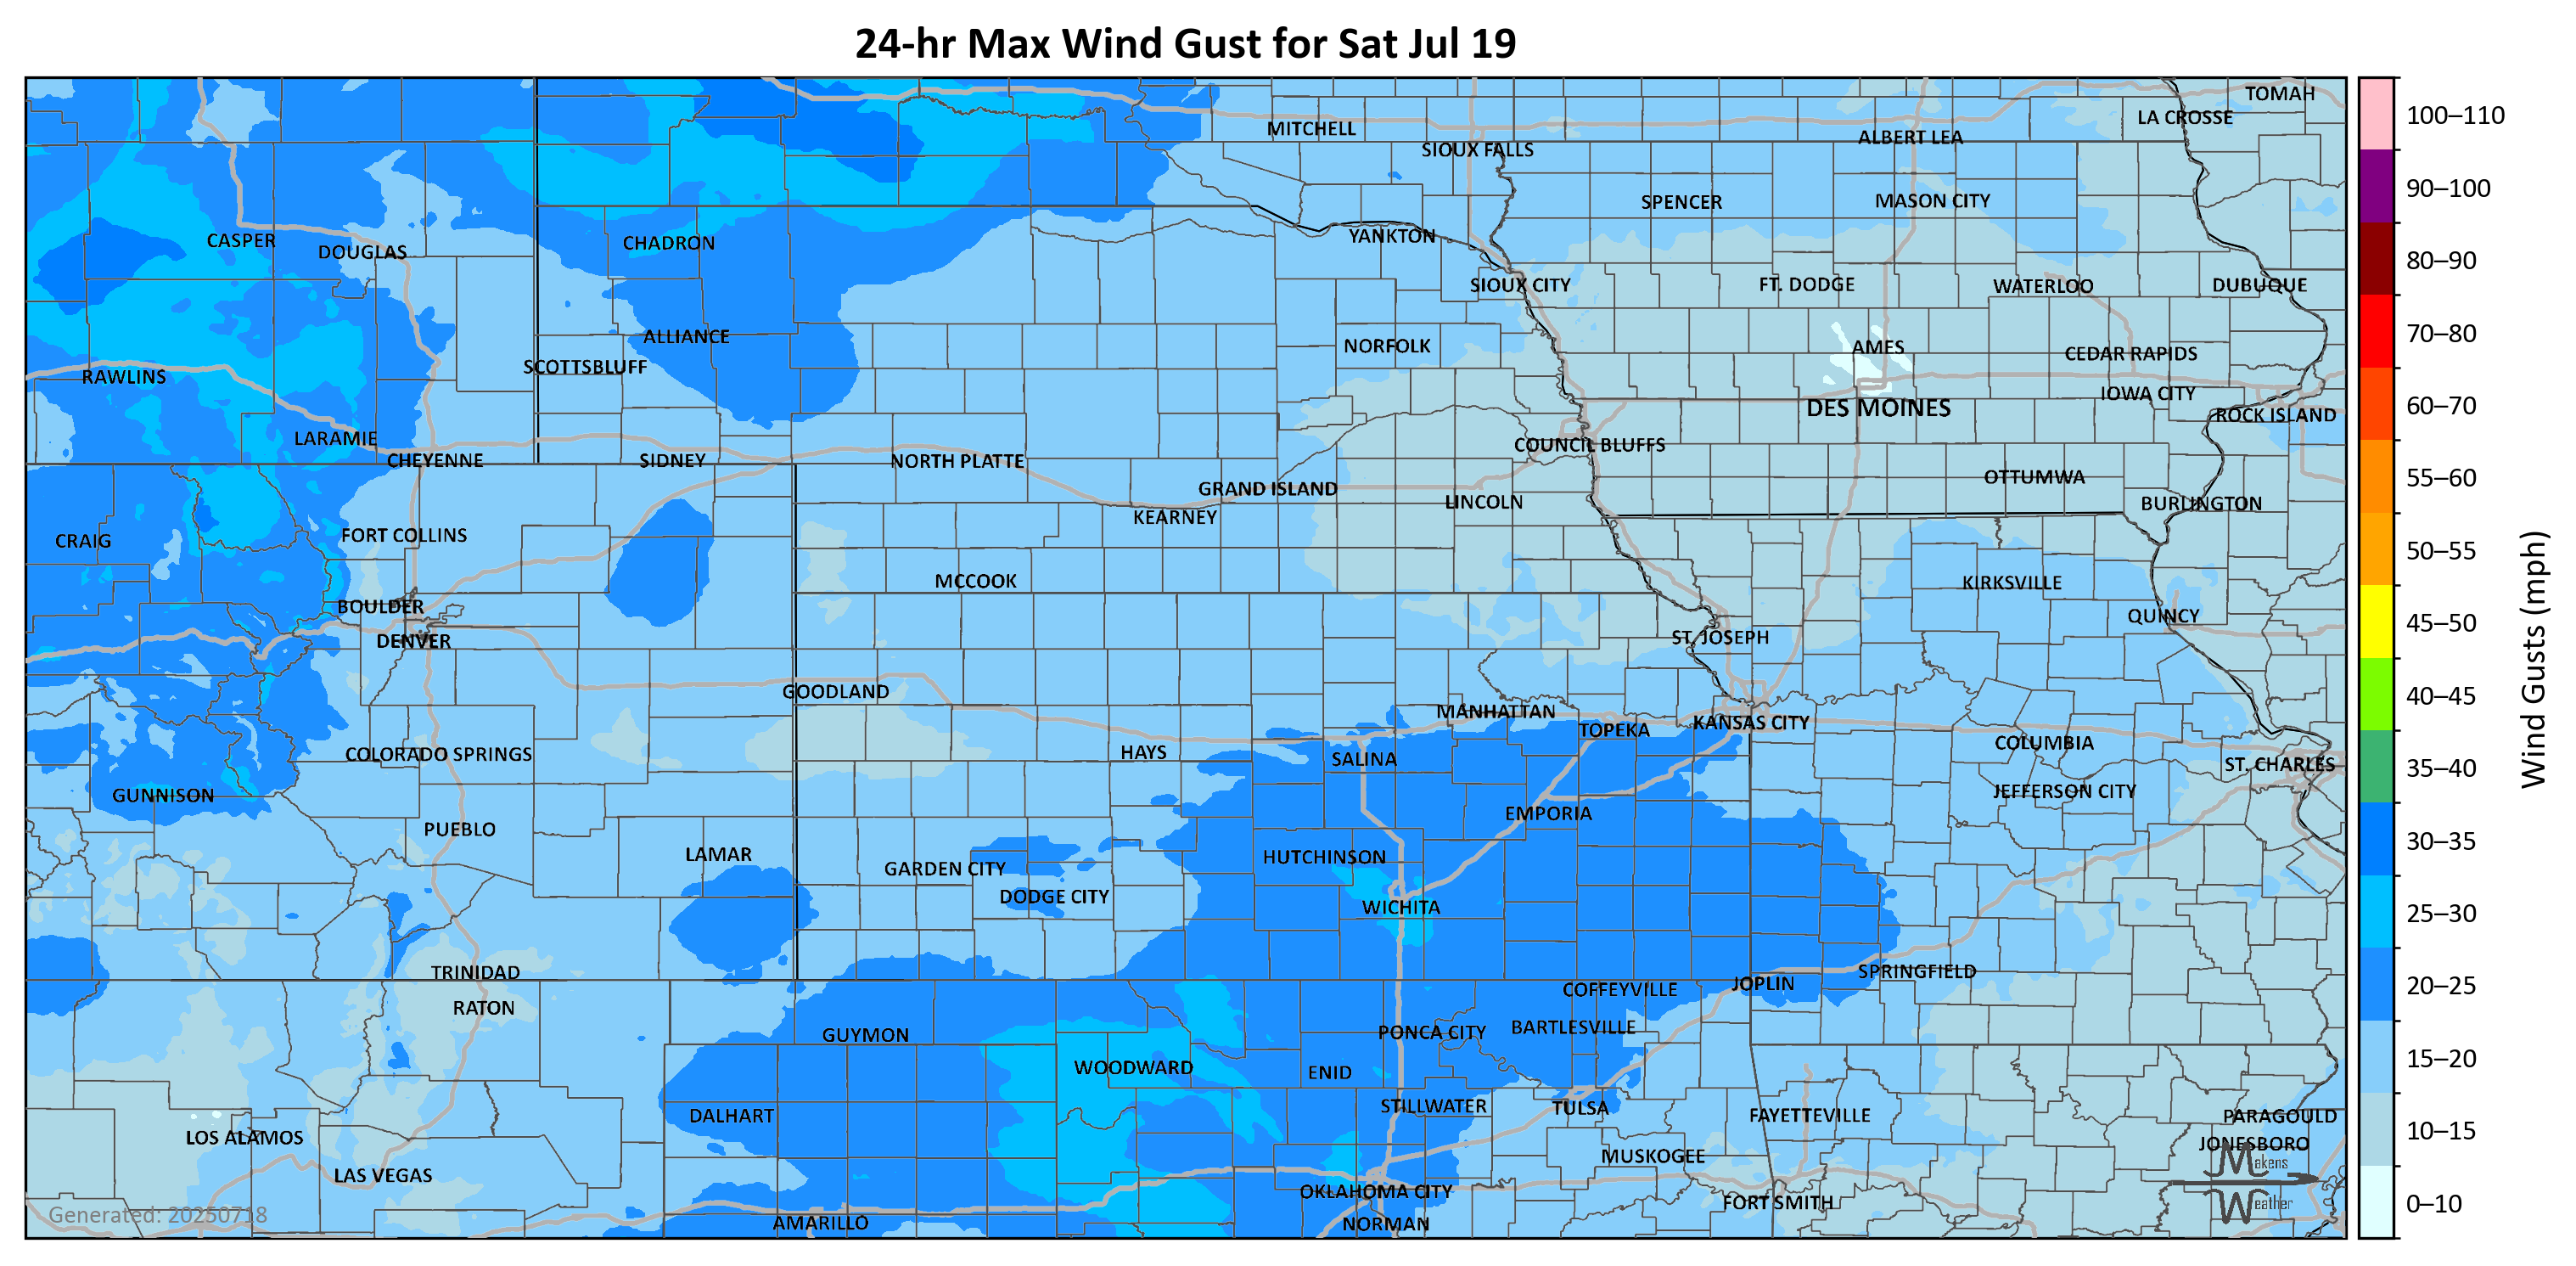 24-hr Max Wind Gust for Sat Jul 19
TOMAH
LA CROSSE
MITCHELL
ALBERT LEA
SIOUX FALLS
SPENCER
MASON CITY
CASPER
DOUGLAS
CHADRON
YANKTON
SIOUX CITY
FT. DODGE
WATERLOO
DUBUQUE
ALLIANCE
NORFOLK
AMES
CEDAR RAPIDS
RAWLINS
SCOTTSBLUFF
IOWA CITY
DES MOINES
ROCK ISLAND
LARAMIE
COUNCIL BLUFFS
CHEYENNE
SIDNEY
NORTH PLATTE
OTTUMWA
GRAND ISLAND
LINCOLN
BURLINGTON
KEARNEY
CRAIG
FORT COLLINS
MCCOOK
KIRKSVILLE
BOULDER
QUINCY
DENVER
ST. JOSEPH
GOODLAND
MANHATTAN
TOPEKA
KANSAS CITY
COLORADO SPRINGS
HAYS
SALINA
COLUMBIA
ST. CHARLES
GUNNISON
JEFFERSON CITY
EMPORIA
PUEBLO
LAMAR
GARDEN CITY
HUTCHINSON
DODGE CITY
WICHITA
TRINIDAD
SPRINGFIELD
RATON
COFFEYVILLE
JOPLIN
GUYMON
PONCA CITY
BARTLESVILLE
WOODWARD
ENID
DALHART
STILLWATER
TULSA
FAYETTEVILLE
PARAGOULD
LOS ALAMOS
JONESBORO
LAS VEGAS
MUSKOGEE
OKLAHOMA CITY
FORT SMITH
AMARILLO
NORMAN
Generated: 20250718
Makens
Weather
100–110
90–100
80–90
70–80
60–70
55–60
50–55
45–50
40–45
35–40
30–35
25–30
20–25
15–20
10–15
0–10
Wind Gusts (mph)